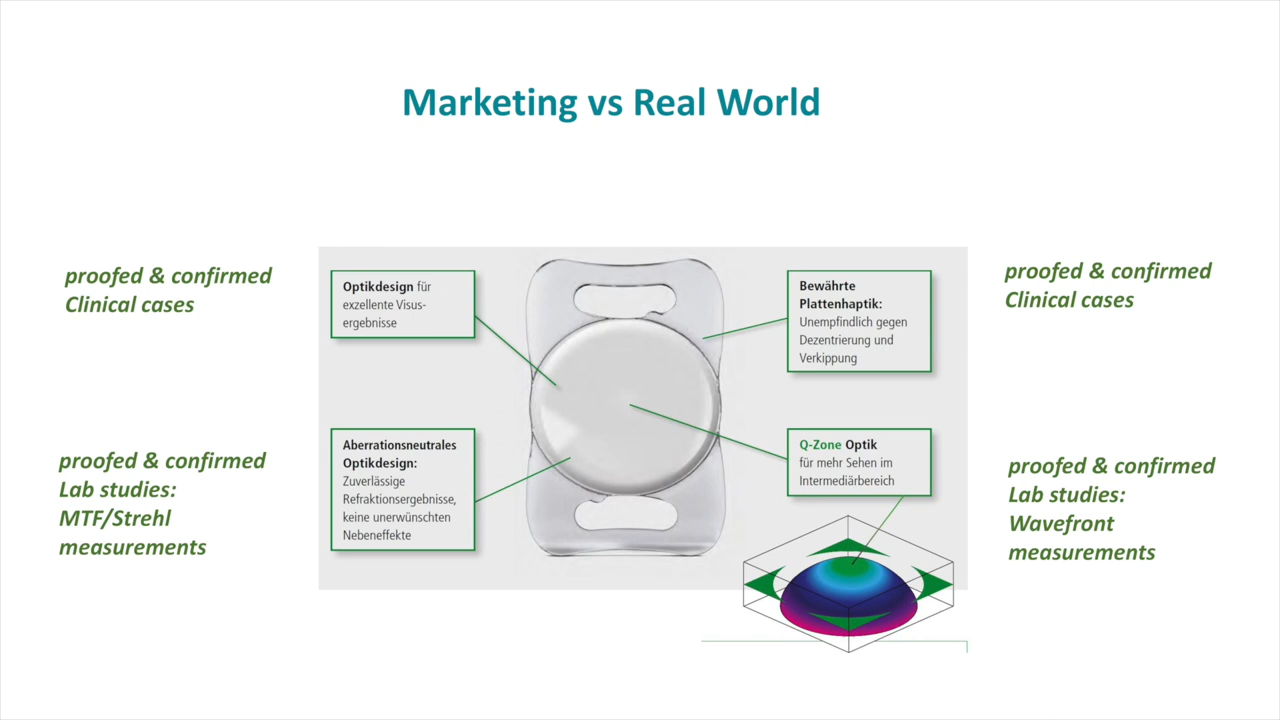 Marketing vs Real World
proofed & confirmed
Clinical cases
proofed & confirmed
Lab studies:
MTF/Strehl
measurements
Optikdesign für
exzellente Visus-
ergebnisse
Aberrationsneutrales
Optikdesign:
Zuverlässige
Refraktionsergebnisse,
keine unerwünschten
Nebeneffekte
Bewährte
Plattenhaptik:
Unempfindlich gegen
Dezentrierung und
Verkippung
Q-Zone Optik
für mehr Sehen im
Intermediärbereich
proofed & confirmed
Clinical cases
proofed & confirmed
Lab studies:
Wavefront
measurements